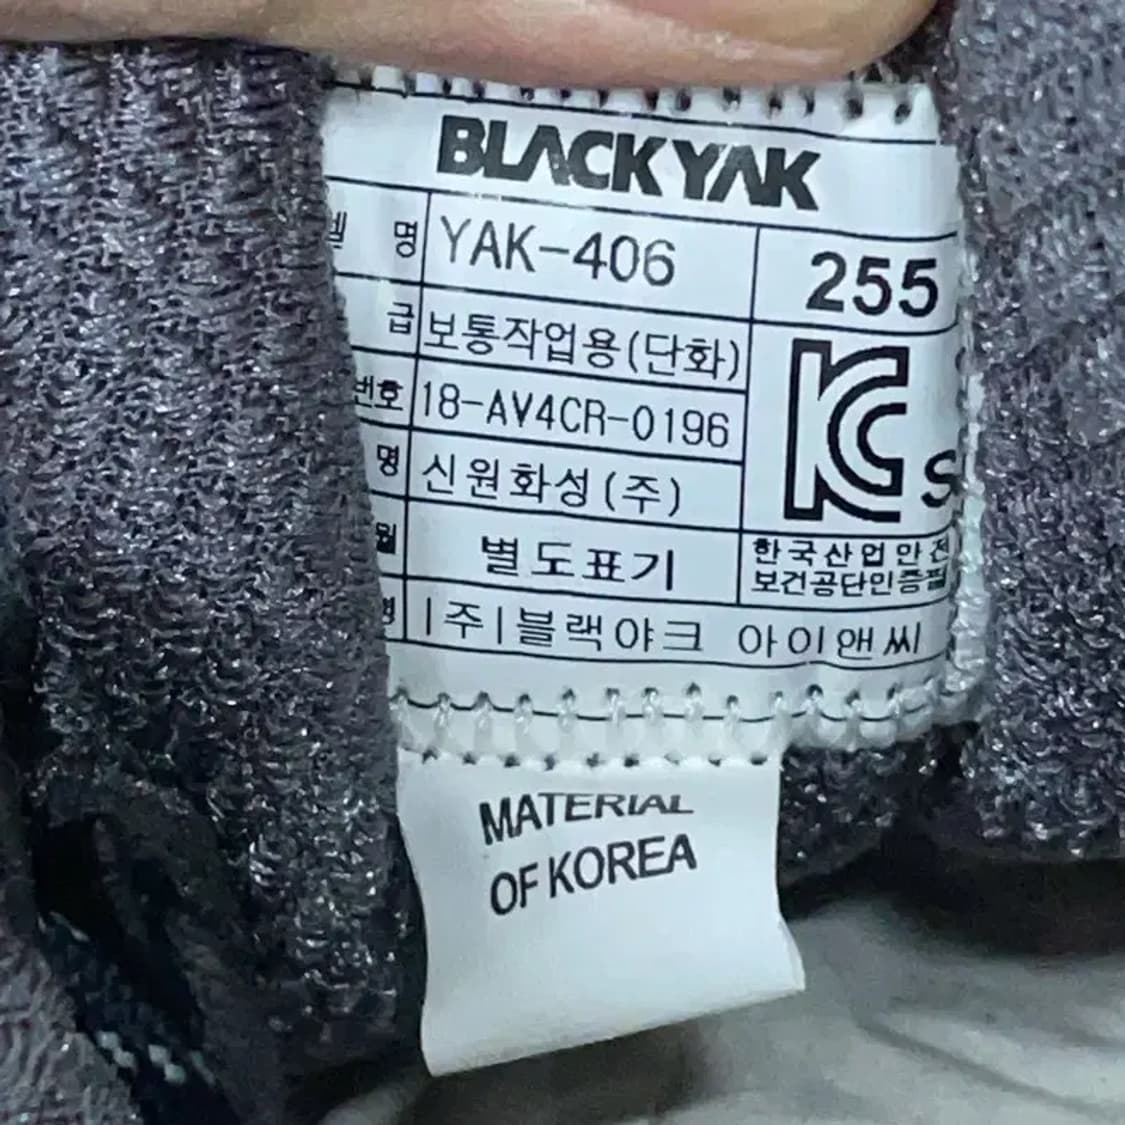 BLACKYAK
명 YAK-406 255
급 보통작업용(단화)
번호 18-AV4CR-0196
명 신원화성(주)
월 별도표기
한국산업안전
보건공단인증필
명 |주|블랙야크 아이앤씨
MATERIAL
OF KOREA